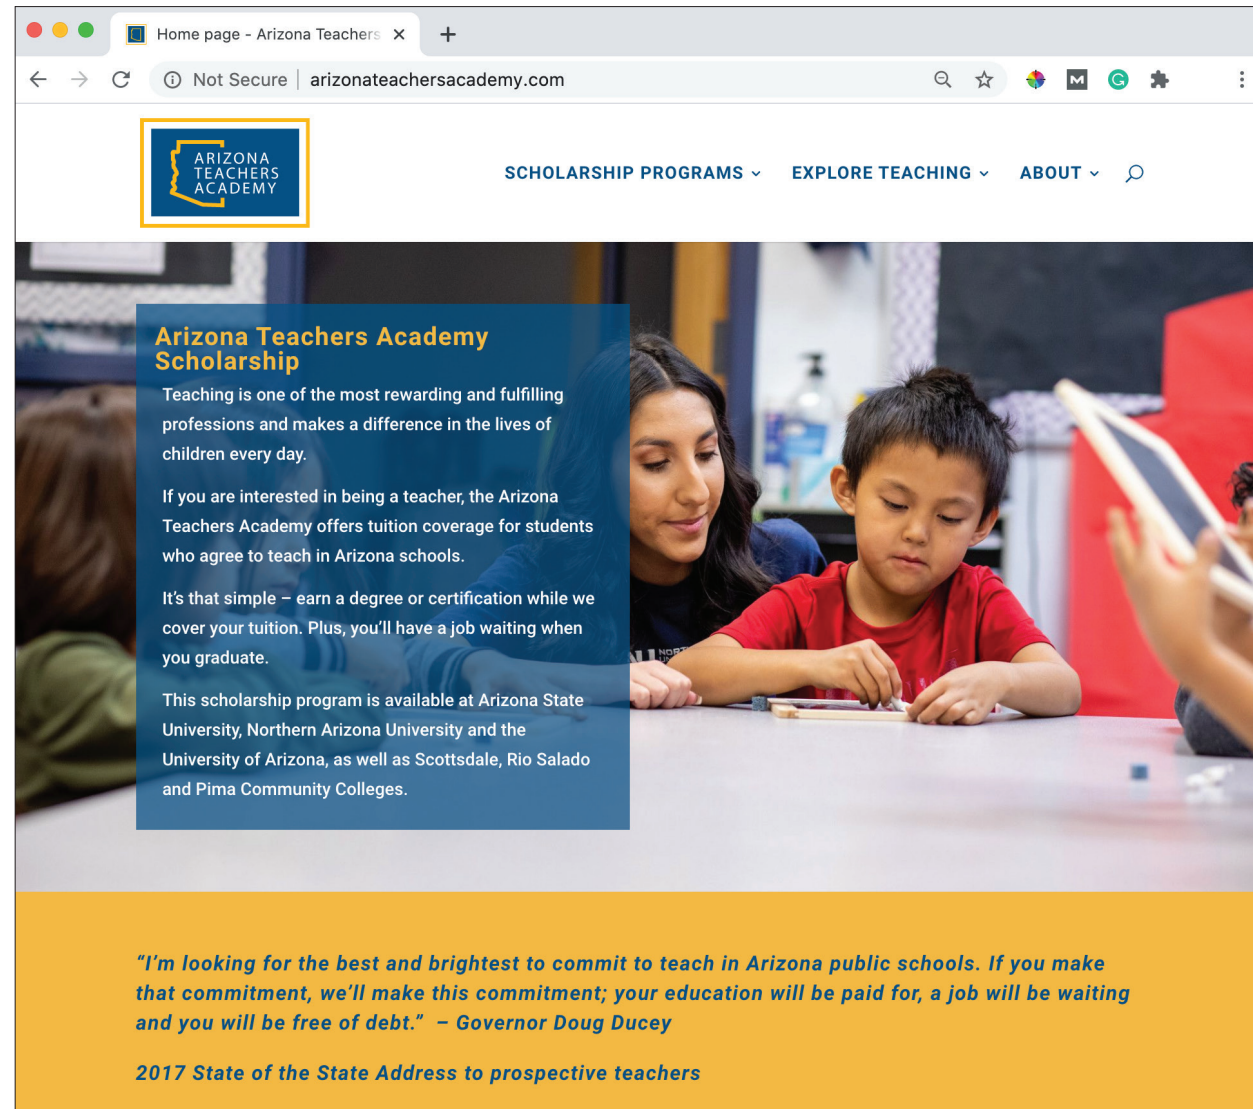 Home page - Arizona Teachers
Not Secure | arizonateachersacademy.com
ARIZONA
TEACHERS
ACADEMY
SCHOLARSHIP PROGRAMS
EXPLORE TEACHING
ABOUT
Arizona Teachers Academy
Scholarship
Teaching is one of the most rewarding and fulfilling
professions and makes a difference in the lives of
children every day.
If you are interested in being a teacher, the Arizona
Teachers Academy offers tuition coverage for students
who agree to teach in Arizona schools.
It’s that simple – earn a degree or certification while we
cover your tuition. Plus, you’ll have a job waiting when
you graduate.
This scholarship program is available at Arizona State
University, Northern Arizona University and the
University of Arizona, as well as Scottsdale, Rio Salado
and Pima Community Colleges.
“I’m looking for the best and brightest to commit to teach in Arizona public schools. If you make
that commitment, we’ll make this commitment; your education will be paid for, a job will be waiting
and you will be free of debt.”  – Governor Doug Ducey
2017 State of the State Address to prospective teachers